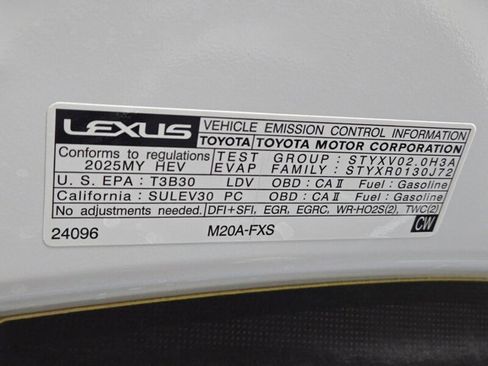 LEXUS VEHICLE EMISSION CONTROL INFORMATION
TOYOTA TOYOTA MOTOR CORPORATION
Conforms to regulations TEST GROUP : STYXV02.0H3A
2025MY HEV EVAP FAMILY : STYXR0130J72
U. S. EPA : T3B30 LDV OBD : CA II Fuel : Gasoline
California : SULEV30 PC OBD : CA II Fuel : Gasoline
No adjustments needed. DFI+SFI, EGR, EGRC, WR-HO2S(2), TWC(2)
24096 M20A-FXS CW